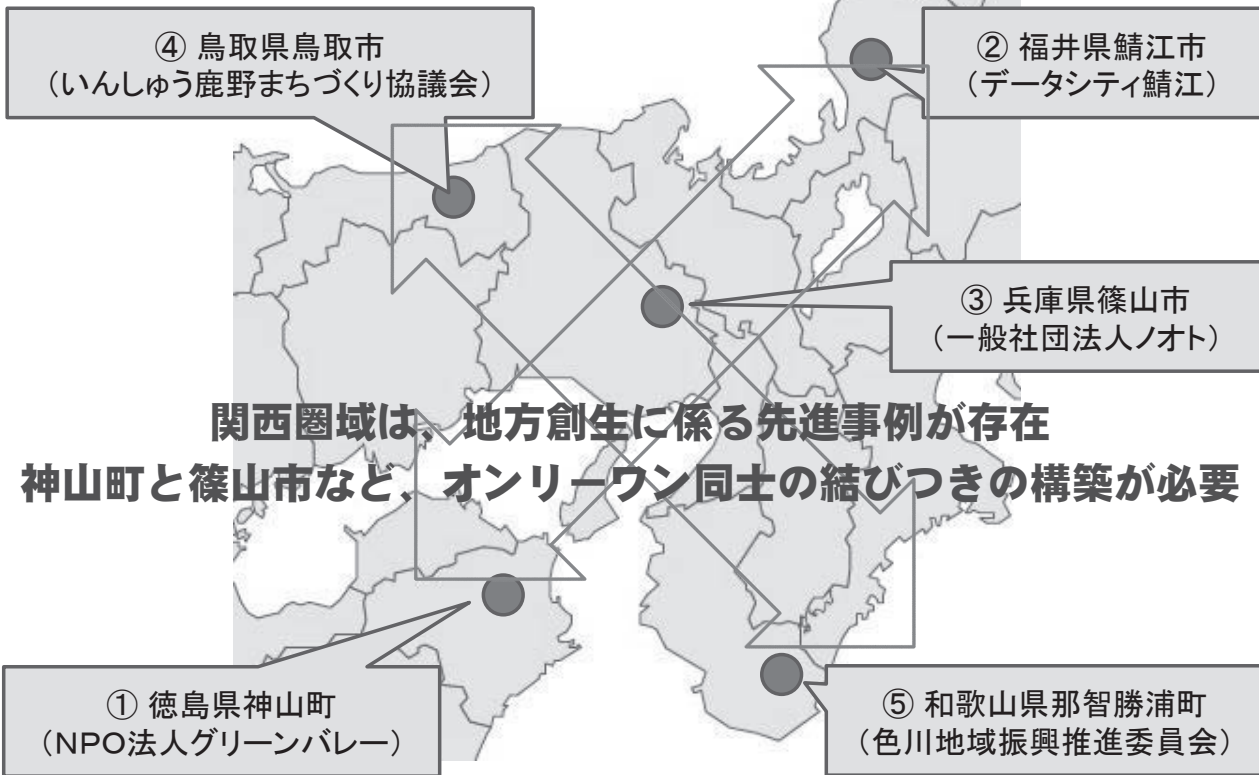 ④ 鳥取県鳥取市
（いんしゅう鹿野まちづくり協議会）
② 福井県鯖江市
（データシティ鯖江）
③ 兵庫県篠山市
（一般社団法人ノオト）
関西圏域は、地方創生に係る先進事例が存在
神山町と篠山市など、オンリーワン同士の結びつきの構築が必要
① 徳島県神山町
（NPO法人グリーンバレー）
⑤ 和歌山県那智勝浦町
（色川地域振興推進委員会）